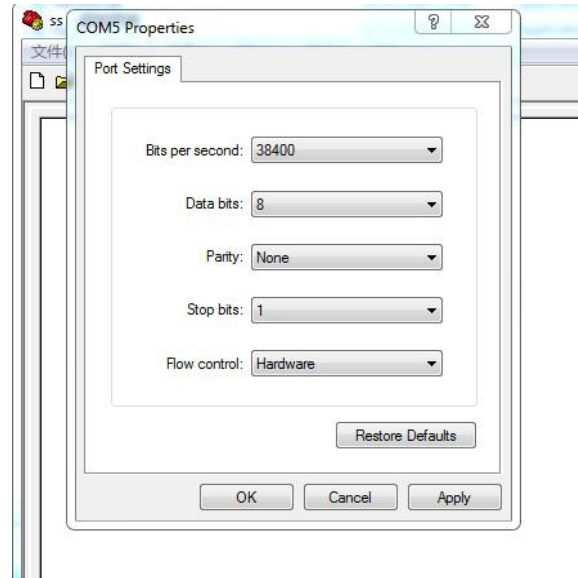 ss
COM5 Properties
文件(
Port Settings
Bits per second: 38400
Data bits: 8
Parity: None
Stop bits: 1
Flow control: Hardware
Restore Defaults
OK Cancel Apply